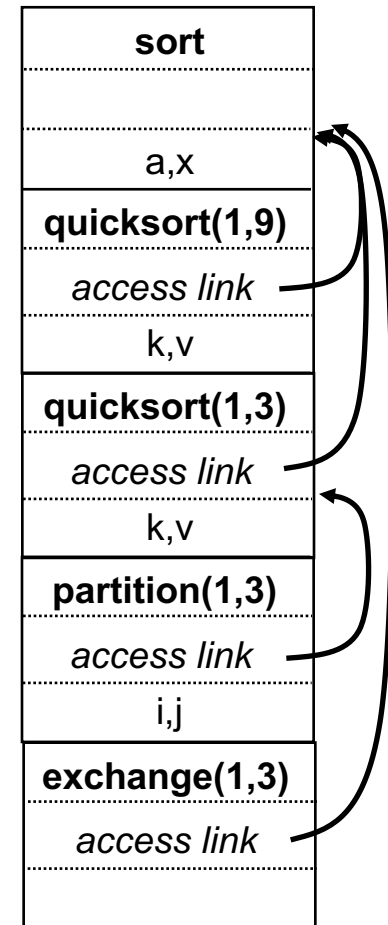 sort
a,x
quicksort(1,9)
access link
k,v
quicksort(1,3)
access link
k,v
partition(1,3)
access link
i,j
exchange(1,3)
access link